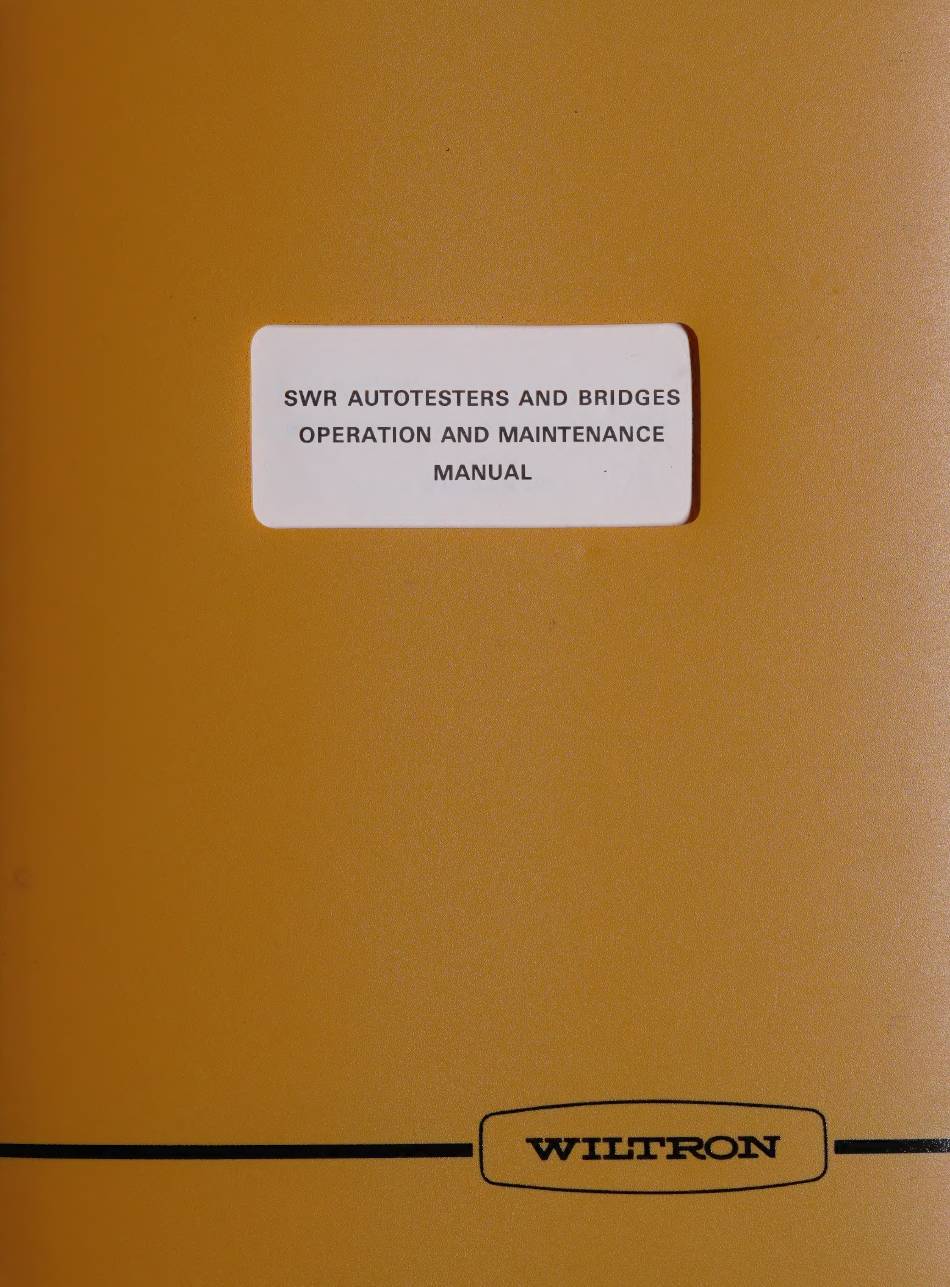 SWR AUTOTESTERS AND BRIDGES
OPERATION AND MAINTENANCE
MANUAL
WILTRON